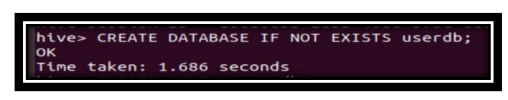 hive> CREATE DATABASE IF NOT EXISTS userdb;
OK
Time taken: 1.686 seconds